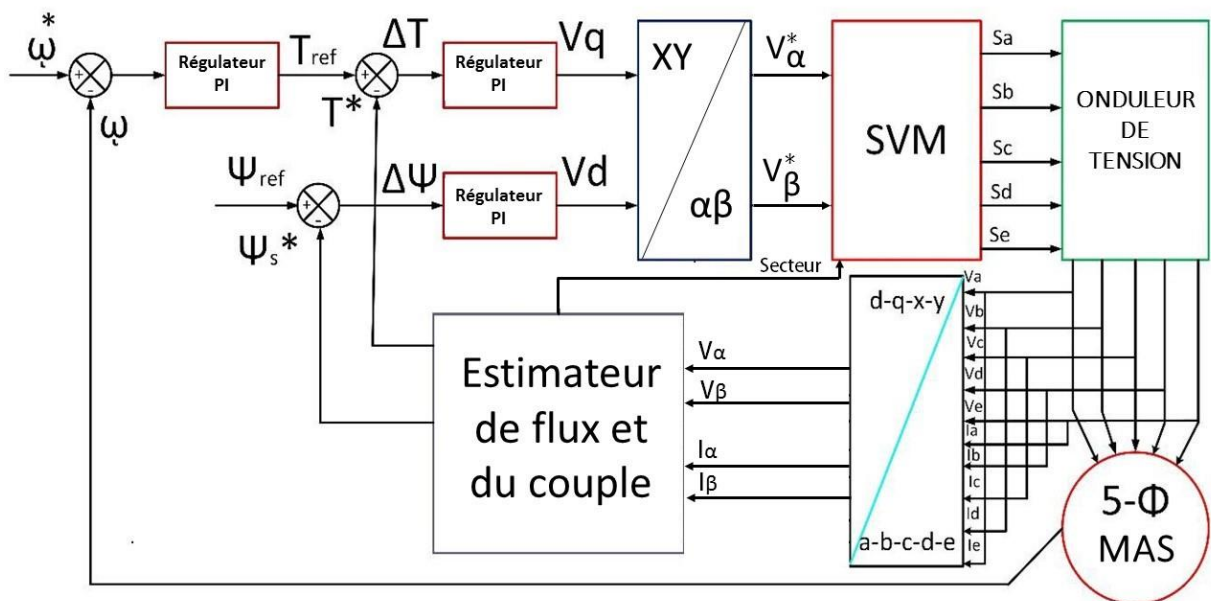 ῳ*
Régulateur
PI
Tref
ΔT
Régulateur
PI
Vq
XY
αβ
V*α
V*β
SVM
Sa
Sb
Sc
Sd
Se
ONDULEUR
DE
TENSION
ῳ
T*
Ψref
ΔΨ
Régulateur
PI
Vd
Ψs*
Secteur
Estimateur
de flux et
du couple
Vα
Vβ
Iα
Iβ
d-q-x-y
a-b-c-d-e
Va
Vb
Vc
Vd
Ve
Ia
Ib
Ic
Id
Ie
5-Φ
MAS